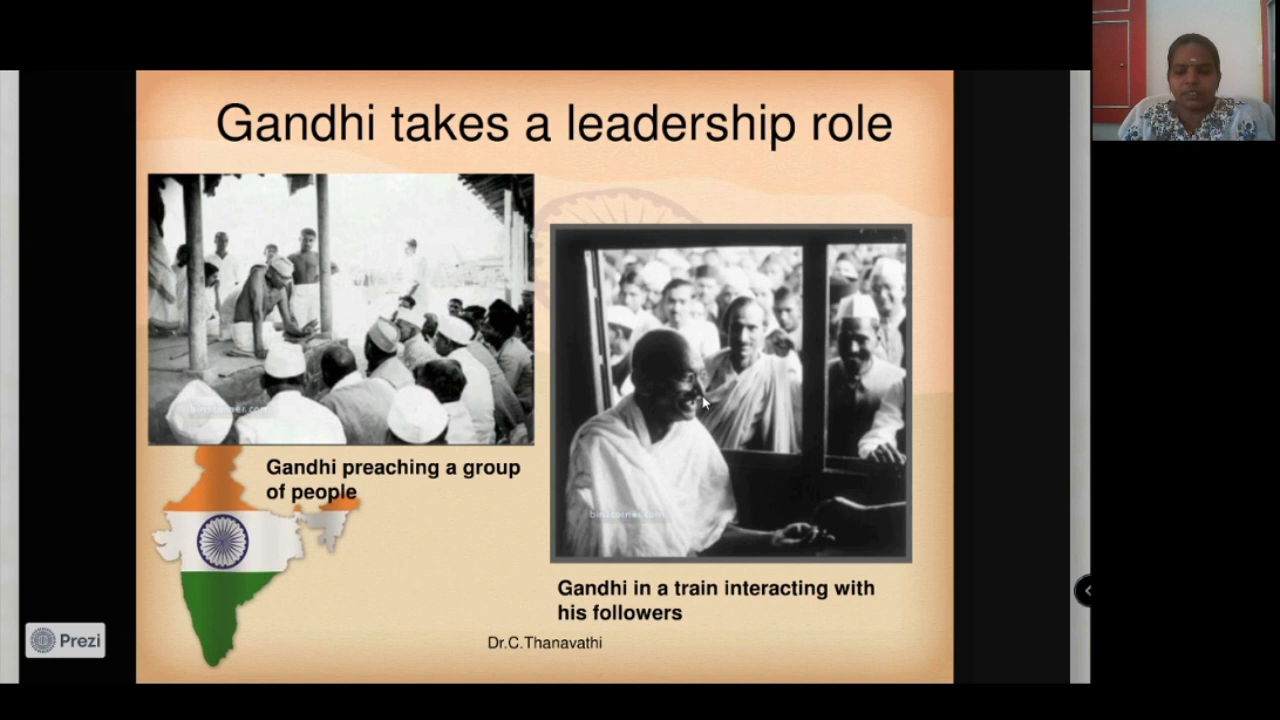 Gandhi takes a leadership role
Gandhi preaching a group
of people
Gandhi in a train interacting with
his followers
Dr.C.Thanavathi
Prezi